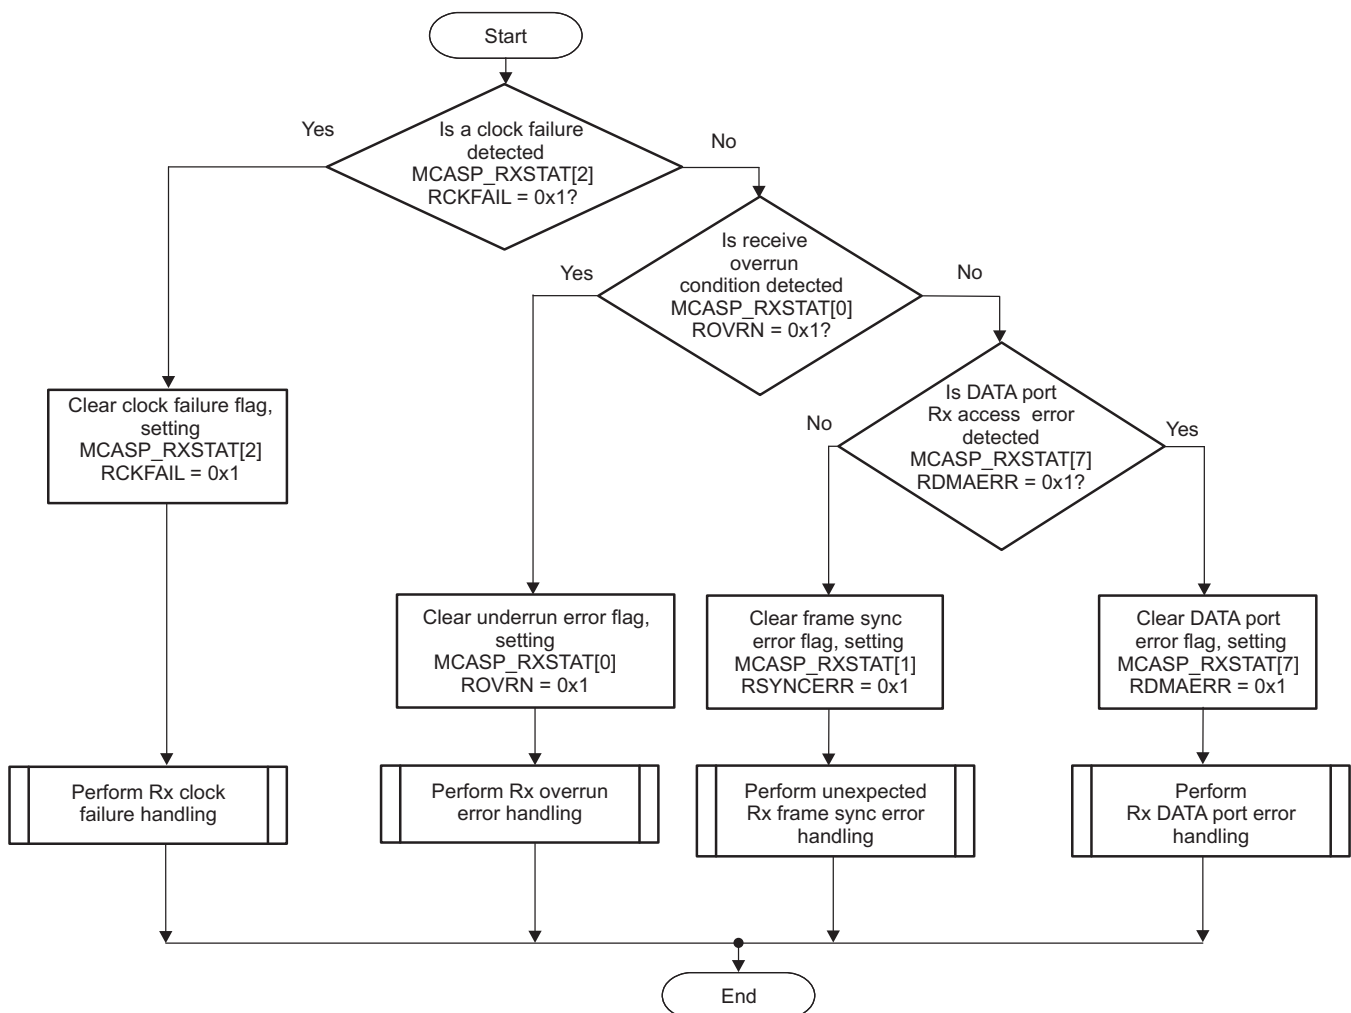 Start
Is a clock failure
detected
MCASP_RXSTAT[2]
RCKFAIL = 0x1?
Yes
No
Is receive
overrun
condition detected
MCASP_RXSTAT[0]
ROVRN = 0x1?
Yes
No
Is DATA port
Rx access error
detected
MCASP_RXSTAT[7]
RDMAERR = 0x1?
No
Yes
Clear clock failure flag,
setting
MCASP_RXSTAT[2]
RCKFAIL = 0x1
Clear underrun error flag,
setting
MCASP_RXSTAT[0]
ROVRN = 0x1
Clear frame sync
error flag, setting
MCASP_RXSTAT[1]
RSYNCERR = 0x1
Clear DATA port
error flag, setting
MCASP_RXSTAT[7]
RDMAERR = 0x1
Perform Rx clock
failure handling
Perform Rx overrun
error handling
Perform unexpected
Rx frame sync error
handling
Perform
Rx DATA port error
handling
End